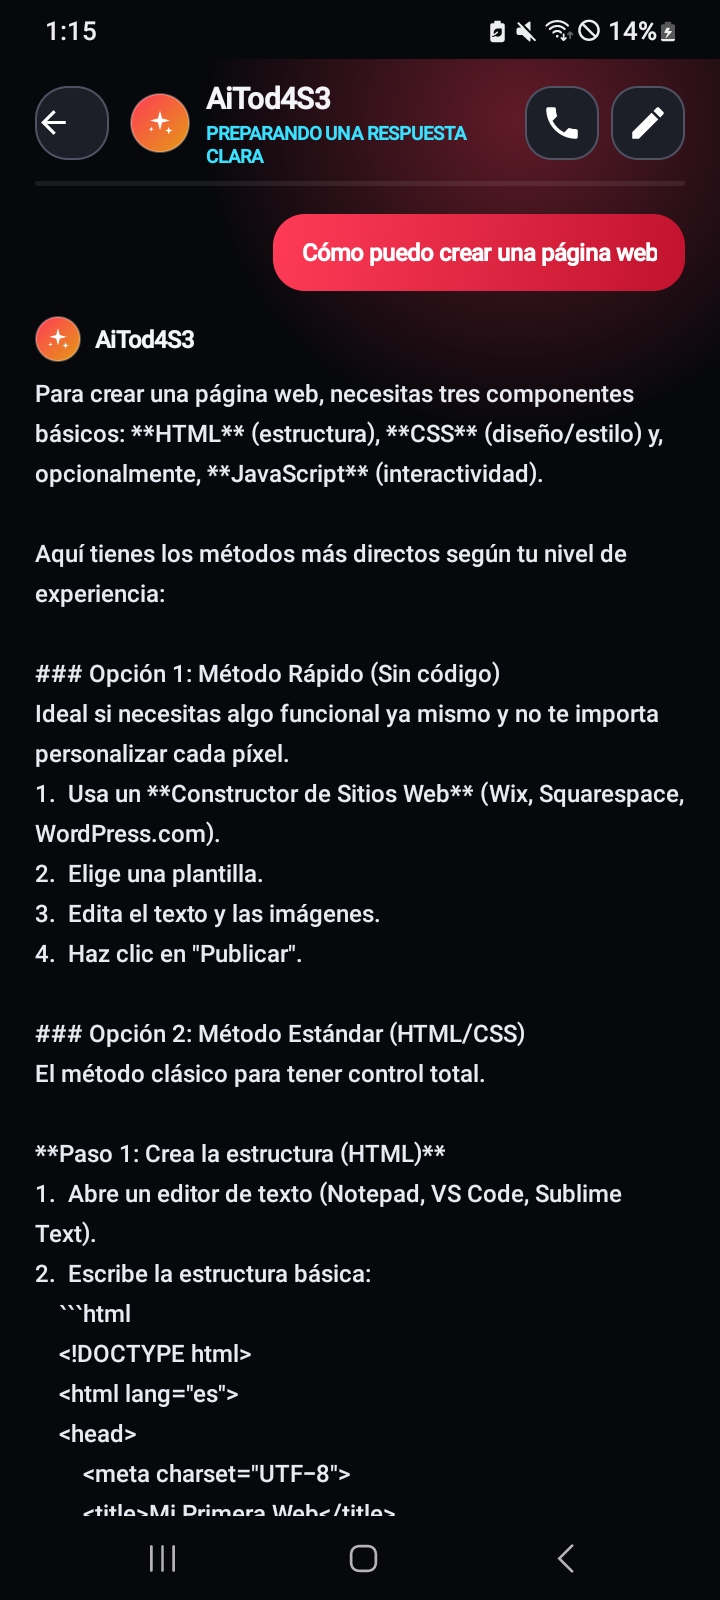 1:15
14%
AiTod4S3
PREPARANDO UNA RESPUESTA
CLARA
Cómo puedo crear una página web
AiTod4S3
Para crear una página web, necesitas tres componentes
básicos: **HTML** (estructura), **CSS** (diseño/estilo) y,
opcionalmente, **JavaScript** (interactividad).
Aquí tienes los métodos más directos según tu nivel de
experiencia:
### Opción 1: Método Rápido (Sin código)
Ideal si necesitas algo funcional ya mismo y no te importa
personalizar cada píxel.
1.  Usa un **Constructor de Sitios Web** (Wix, Squarespace,
WordPress.com).
2.  Elige una plantilla.
3.  Edita el texto y las imágenes.
4.  Haz clic en "Publicar".
### Opción 2: Método Estándar (HTML/CSS)
El método clásico para tener control total.
**Paso 1: Crea la estructura (HTML)**
1.  Abre un editor de texto (Notepad, VS Code, Sublime
Text).
2.  Escribe la estructura básica:
```html
<!DOCTYPE html>
<html lang="es">
<head>
<meta charset="UTF-8">
<title>Mi Primera Web</title>